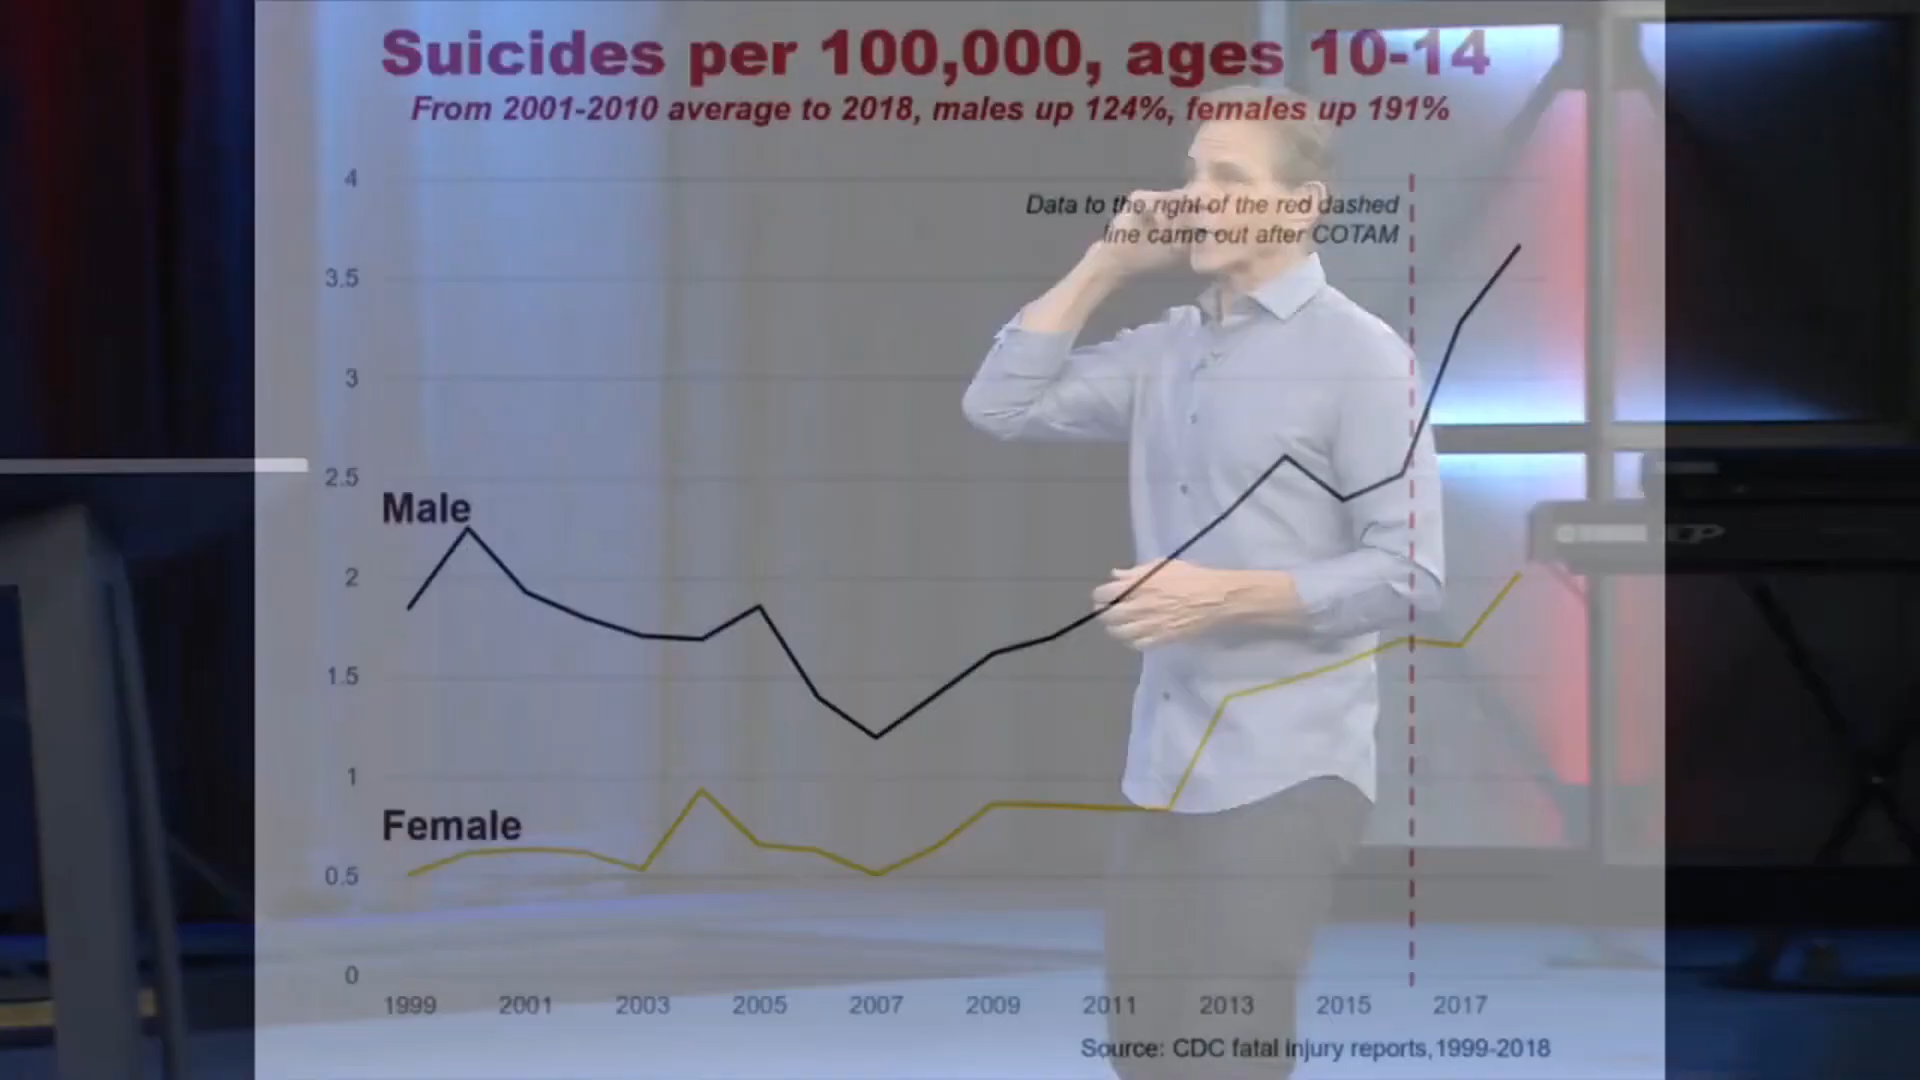 Suicides per 100,000, ages 10-14
From 2001-2010 average to 2018, males up 124%, females up 191%
4
Data to the right of the red dashed
line came out after COTAM
3.5
3
2.5
Male
2
1.5
1
Female
0.5
0
1999 2001 2003 2005 2007 2009 2011 2013 2015 2017
Source: CDC fatal injury reports, 1999-2018